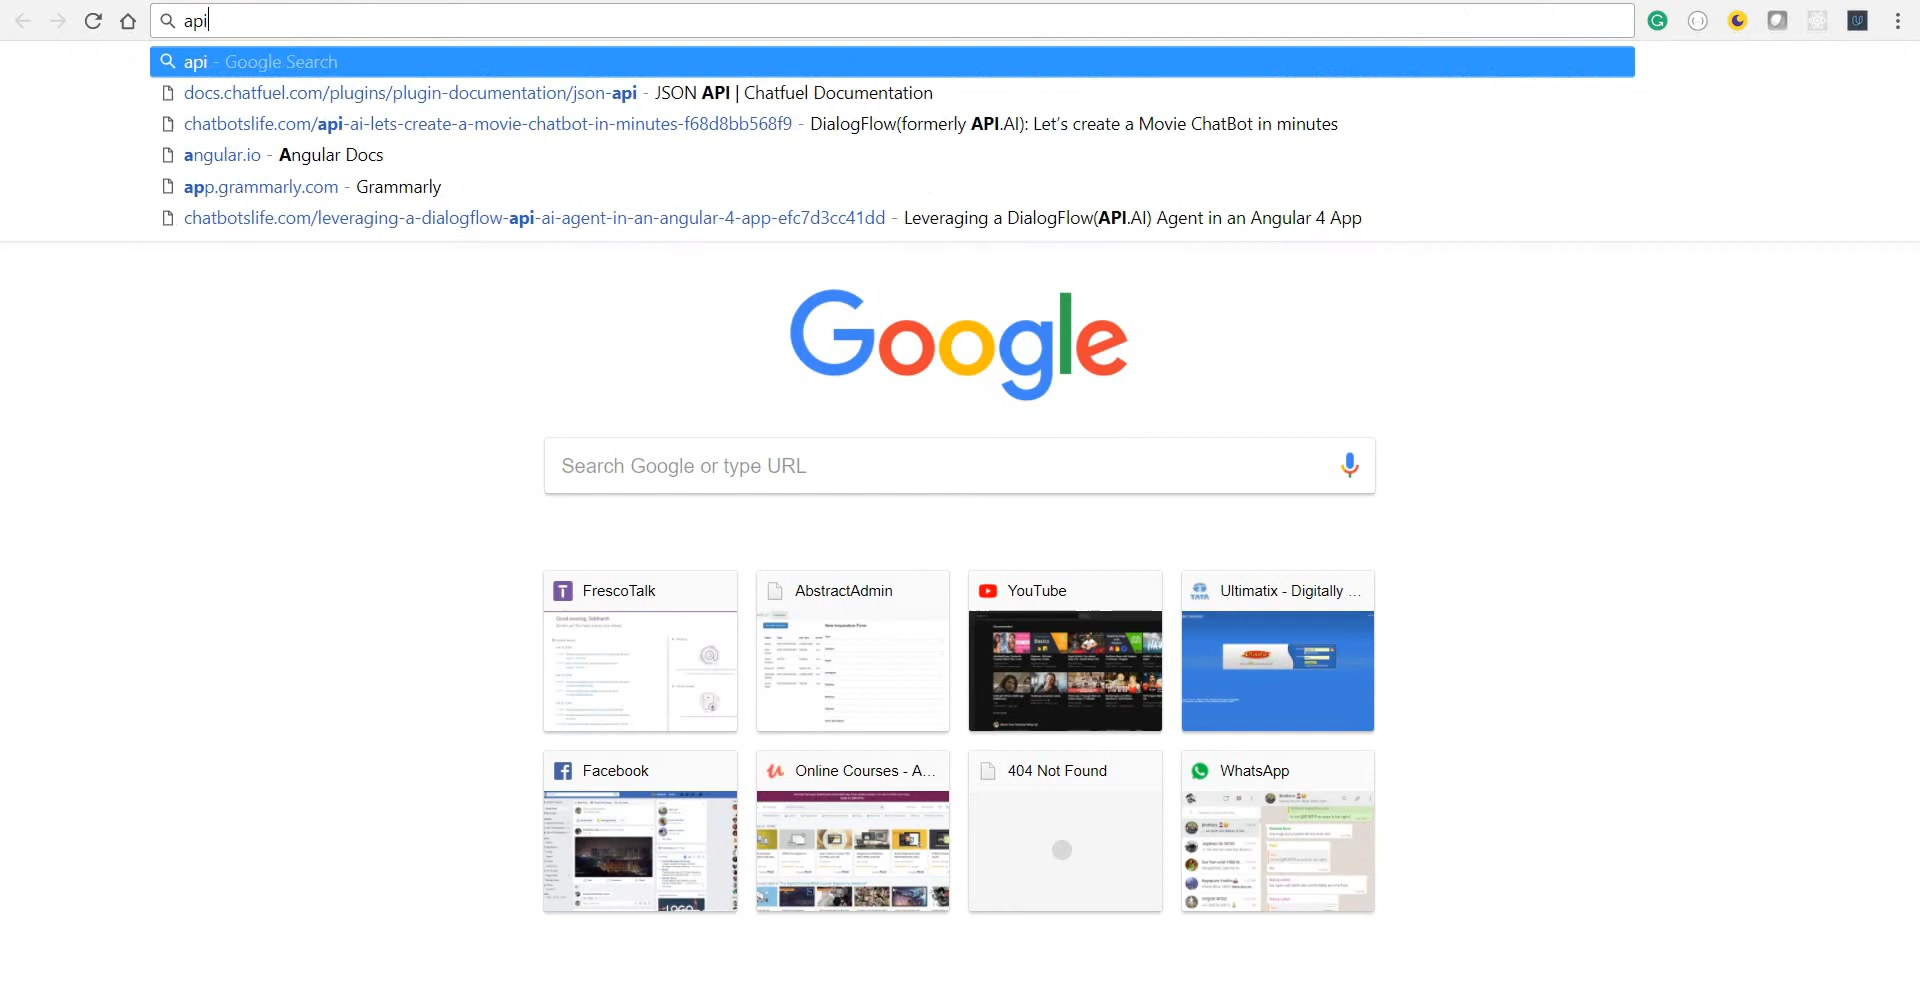 api
api - Google Search
docs.chatfuel.com/plugins/plugin-documentation/json-api - JSON API | Chatfuel Documentation
chatbotslife.com/api-ai-lets-create-a-movie-chatbot-in-minutes-f68d8bb568f9 - DialogFlow(formerly API.AI): Let's create a Movie ChatBot in minutes
angular.io - Angular Docs
app.grammarly.com - Grammarly
chatbotslife.com/leveraging-a-dialogflow-api-ai-agent-in-an-angular-4-app-efc7d3cc41dd - Leveraging a DialogFlow(API.AI) Agent in an Angular 4 App
Google
Search Google or type URL
FrescoTalk AbstractAdmin YouTube Ultimatix - Digitally ...
Good evening, Siddharth
Facebook Online Courses - A... 404 Not Found WhatsApp
LOGO